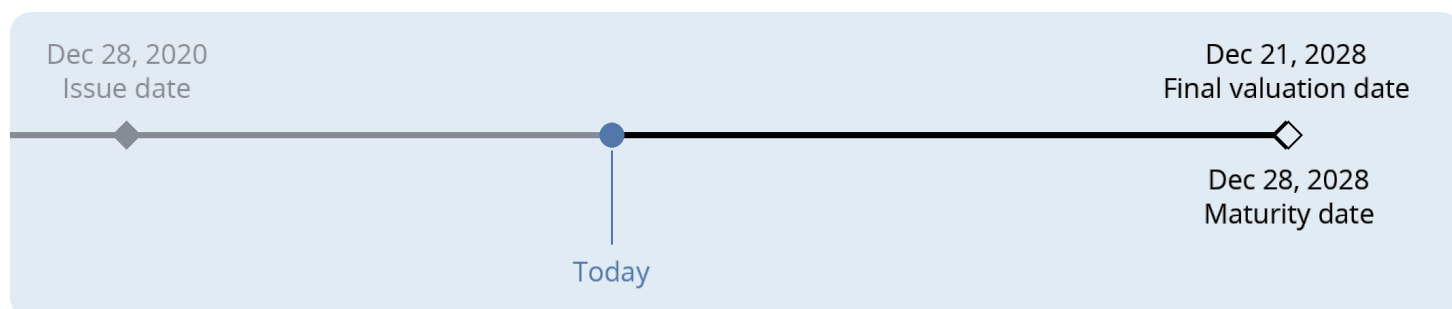 Dec 28, 2020
Issue date
Dec 21, 2028
Final valuation date
Dec 28, 2028
Maturity date
Today